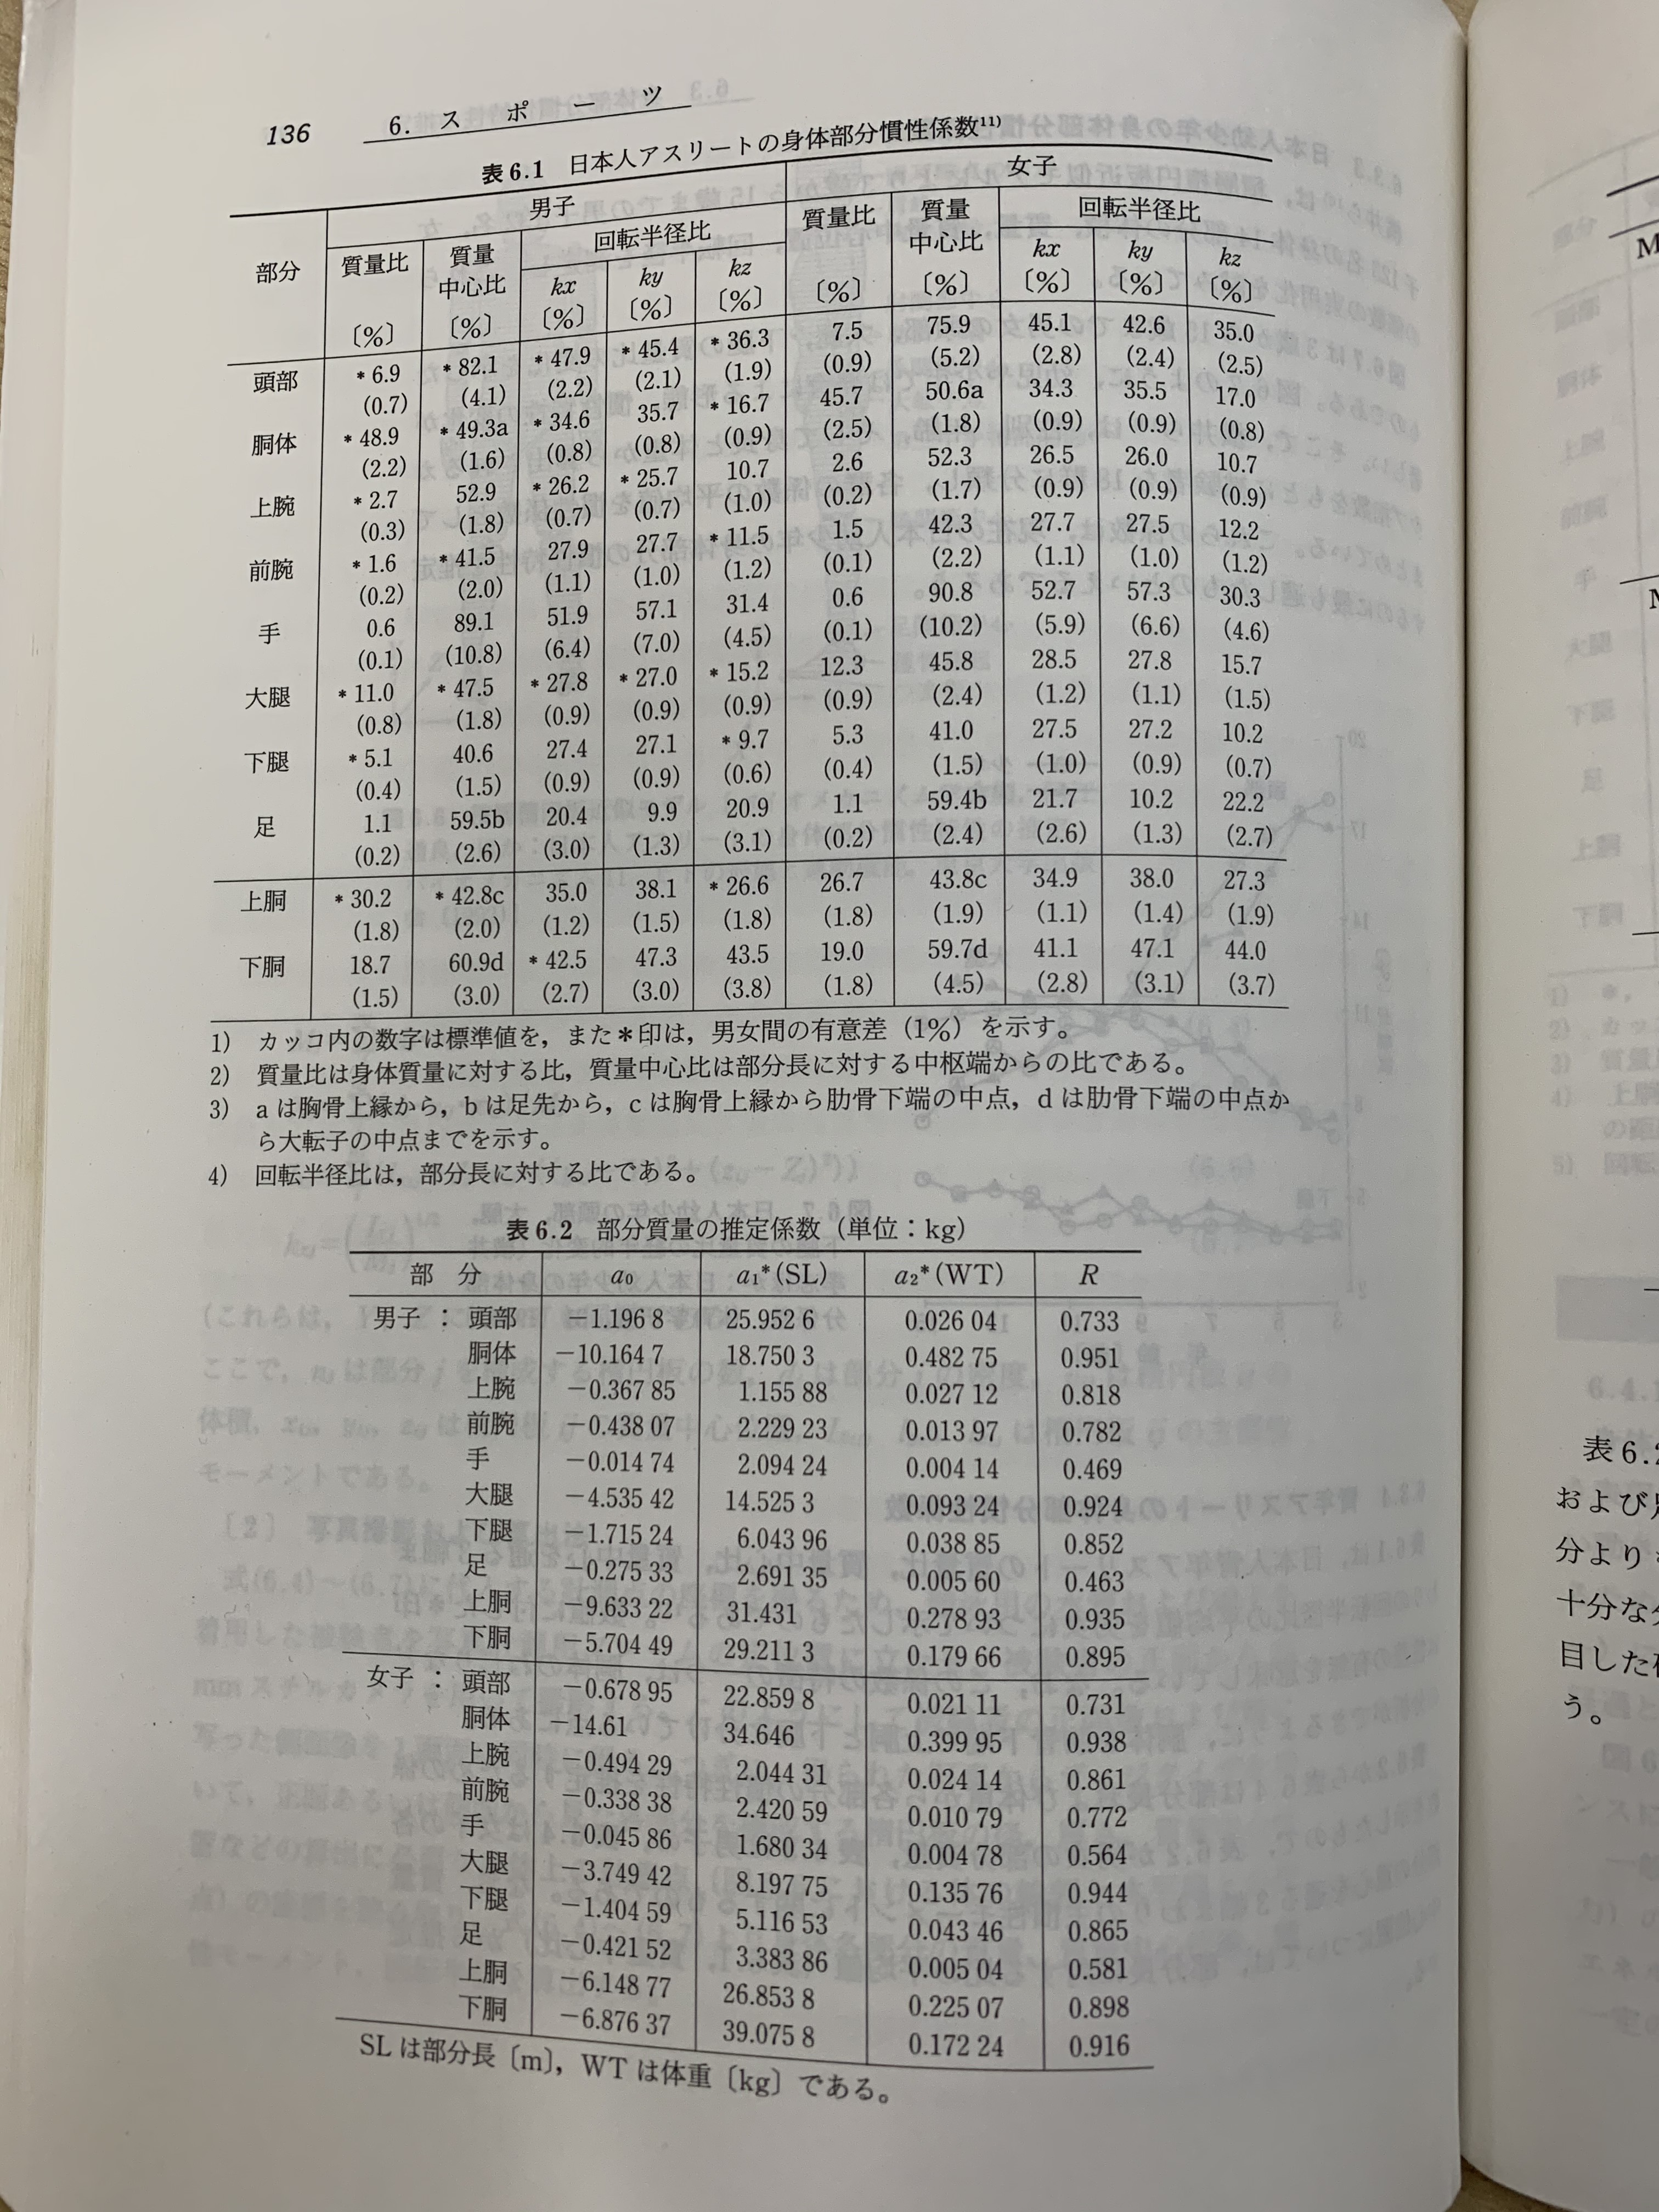 136 6. スポーツ
表6.1 日本人アスリートの身体部分慣性係数11)
男子 女子
部分 質量比 質量中心比 回転半径比 質量比 質量中心比 回転半径比
kx ky kz kx ky kz
〔%〕 〔%〕 〔%〕 〔%〕 〔%〕 〔%〕 〔%〕 〔%〕 〔%〕 〔%〕
頭部 *6.9 *82.1 *47.9 *45.4 *36.3 7.5 75.9 45.1 42.6 35.0
(0.7) (4.1) (2.2) (2.1) (1.9) (0.9) (5.2) (2.8) (2.4) (2.5)
胴体 *48.9 *49.3a *34.6 35.7 *16.7 45.7 50.6a 34.3 35.5 17.0
(2.2) (1.6) (0.8) (0.8) (0.9) (2.5) (1.8) (0.9) (0.9) (0.8)
上腕 *2.7 52.9 *26.2 *25.7 10.7 2.6 52.3 26.5 26.0 10.7
(0.3) (1.8) (0.7) (0.7) (1.0) (0.2) (1.7) (0.9) (0.9) (0.9)
前腕 *1.6 *41.5 27.9 27.7 *11.5 1.5 42.3 27.7 27.5 12.2
(0.2) (2.0) (1.1) (1.0) (1.2) (0.1) (2.2) (1.1) (1.0) (1.2)
手 0.6 89.1 51.9 57.1 31.4 0.6 90.8 52.7 57.3 30.3
(0.1) (10.8) (6.4) (7.0) (4.5) (0.1) (10.2) (5.9) (6.6) (4.6)
大腿 *11.0 *47.5 *27.8 *27.0 *15.2 12.3 45.8 28.5 27.8 15.7
(0.8) (1.8) (0.9) (0.9) (0.9) (0.9) (2.4) (1.2) (1.1) (1.5)
下腿 *5.1 40.6 27.4 27.1 *9.7 5.3 41.0 27.5 27.2 10.2
(0.4) (1.5) (0.9) (0.9) (0.6) (0.4) (1.5) (1.0) (0.9) (0.7)
足 1.1 59.5b 20.4 9.9 20.9 1.1 59.4b 21.7 10.2 22.2
(0.2) (2.6) (3.0) (1.3) (3.1) (0.2) (2.4) (2.6) (1.3) (2.7)
上胴 *30.2 *42.8c 35.0 38.1 *26.6 26.7 43.8c 34.9 38.0 27.3
(1.8) (2.0) (1.2) (1.5) (1.8) (1.8) (1.9) (1.1) (1.4) (1.9)
下胴 18.7 60.9d *42.5 47.3 43.5 19.0 59.7d 41.1 47.1 44.0
(1.5) (3.0) (2.7) (3.0) (3.8) (1.8) (4.5) (2.8) (3.1) (3.7)
1) カッコ内の数字は標準値を,また*印は,男女間の有意差(1%)を示す。
2) 質量比は身体質量に対する比,質量中心比は部分長に対する中枢端からの比である。
3) aは胸骨上縁から,bは足先から,cは胸骨上縁から肋骨下端の中点,dは肋骨下端の中点か
ら大転子の中点までを示す。
4) 回転半径比は,部分長に対する比である。
表6.2 部分質量の推定係数(単位:kg)
部 分 a0 a1*(SL) a2*(WT) R
男子:頭部 −1.196 8 25.952 6 0.026 04 0.733
胴体 −10.164 7 18.750 3 0.482 75 0.951
上腕 −0.367 85 1.155 88 0.027 12 0.818
前腕 −0.438 07 2.229 23 0.013 97 0.782
手 −0.014 74 2.094 24 0.004 14 0.469
大腿 −4.535 42 14.525 3 0.093 24 0.924
下腿 −1.715 24 6.043 96 0.038 85 0.852
足 −0.275 33 2.691 35 0.005 60 0.463
上胴 −9.633 22 31.431 0.278 93 0.935
下胴 −5.704 49 29.211 3 0.179 66 0.895
女子:頭部 −0.678 95 22.859 8 0.021 11 0.731
胴体 −14.61 34.646 0.399 95 0.938
上腕 −0.494 29 2.044 31 0.024 14 0.861
前腕 −0.338 38 2.420 59 0.010 79 0.772
手 −0.045 86 1.680 34 0.004 78 0.564
大腿 −3.749 42 8.197 75 0.135 76 0.944
下腿 −1.404 59 5.116 53 0.043 46 0.865
足 −0.421 52 3.383 86 0.005 04 0.581
上胴 −6.148 77 26.853 8 0.225 07 0.898
下胴 −6.876 37 39.075 8 0.172 24 0.916
SLは部分長〔m〕,WTは体重〔kg〕である。
表6.2
および
分より
十分な
目した
う。